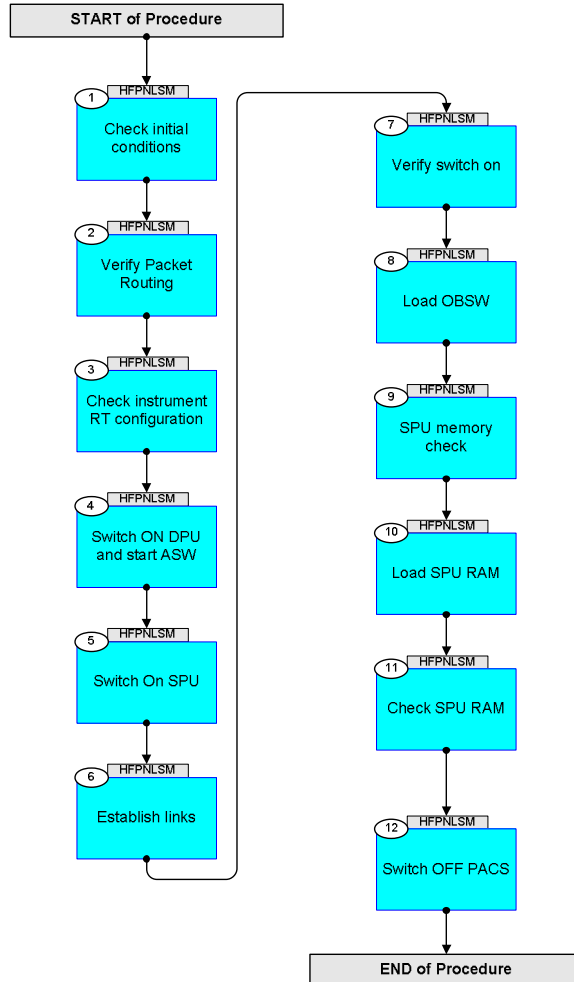 START of Procedure
HFPNLSM
1
Check initial
conditions
HFPNLSM
2
Verify Packet
Routing
HFPNLSM
3
Check instrument
RT configuration
HFPNLSM
4
Switch ON DPU
and start ASW
HFPNLSM
5
Switch On SPU
HFPNLSM
6
Establish links
HFPNLSM
7
Verify switch on
HFPNLSM
8
Load OBSW
HFPNLSM
9
SPU memory
check
HFPNLSM
10
Load SPU RAM
HFPNLSM
11
Check SPU RAM
HFPNLSM
12
Switch OFF PACS
END of Procedure